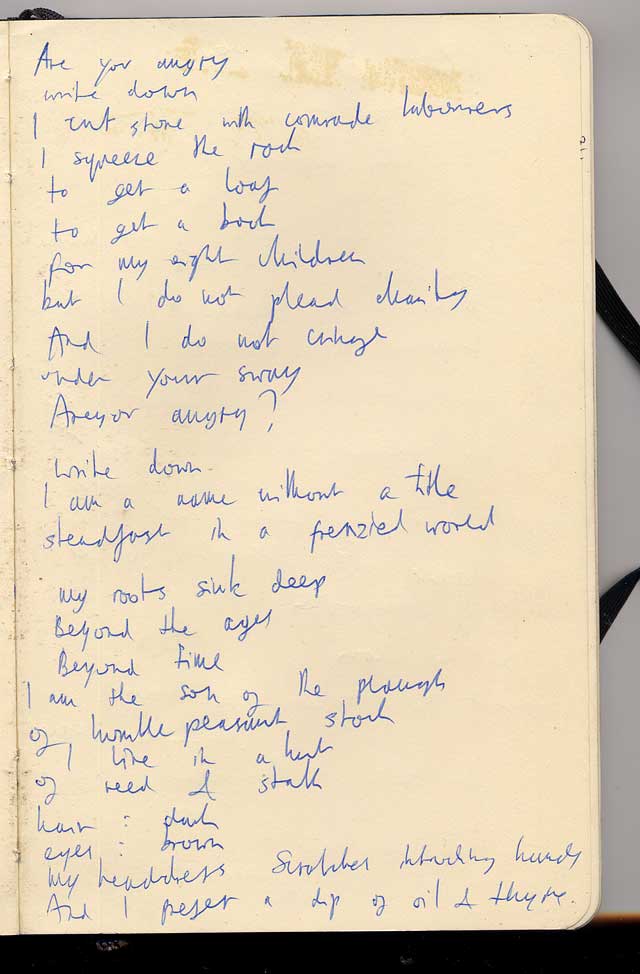 Are you angry
write down
I cut stone with comrade labourers
I squeeze the rock
to get a loaf
to get a book
for my eight children
but I do not plead charity
And I do not cringe
under your sway
Are you angry?
write down.
I am a name without a title
steadfast in a frenzied world
my roots sink deep
Beyond the ages
Beyond time
I am the son of the plough
of humble peasant stock
I live in a hut
of reed & stalk
hair : dark
eyes : brown
my headdress scratches intruding hands
And I prefer a dip of oil & thyme.